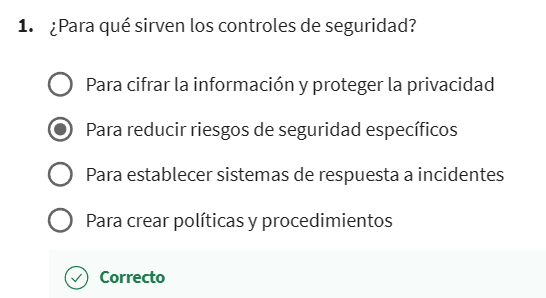 1. ¿Para qué sirven los controles de seguridad?
Para cifrar la información y proteger la privacidad
Para reducir riesgos de seguridad específicos
Para establecer sistemas de respuesta a incidentes
Para crear políticas y procedimientos
Correcto